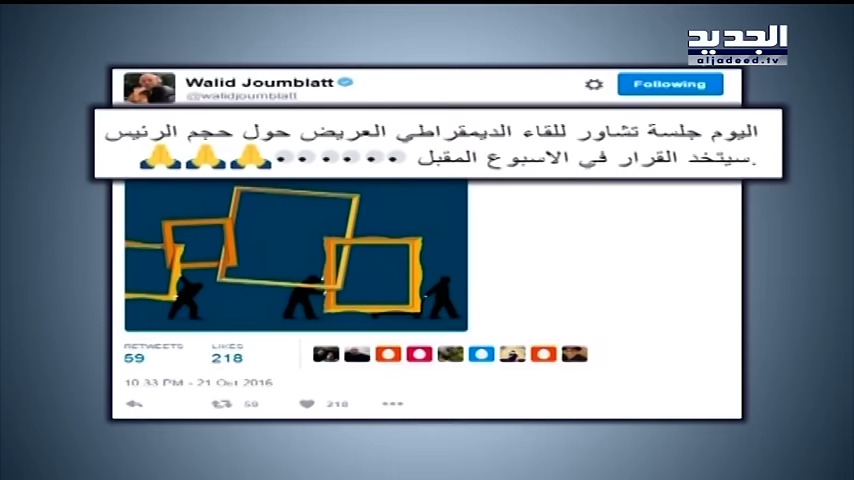 الجديد
aljadeed.tv
Walid Joumblatt
@walidjoumblatt
Following
اليوم جلسة تشاور للقاء الديمقراطي العريض حول حجم الرئيس
سيتخد القرار في الاسبوع المقبل.
RETWEETS
LIKES
59
218
10:33 PM - 21 Oct 2016
59
218